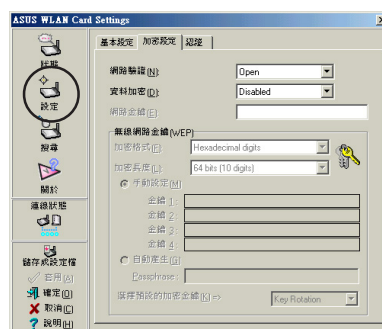 ASUS WLAN Card Settings
狀態
設定
搜尋
關於
連線狀態
儲存成設定檔
套用(A)
確定(O)
取消(C)
說明(H)
基本設定 加密設定 認證
網路驗證(N): Open
資料加密(D): Disabled
網路金鑰(E):
無線網路金鑰(WEP)
加密格式(F): Hexadecimal digits
加密長度(L): 64 bits (10 digits)
手動設定(M)
金鑰 1:
金鑰 2:
金鑰 3:
金鑰 4:
自動產生(G)
Passphrase:
選擇預設的加密金鑰(K) => Key Rotation